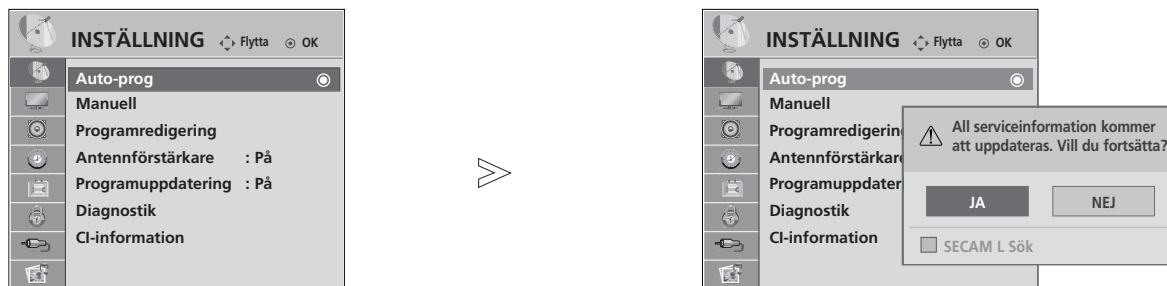 INSTÄLLNING Flytta OK
Auto-prog
Manuell
Programredigering
Antennförstärkare : På
Programuppdatering : På
Diagnostik
CI-information
INSTÄLLNING Flytta OK
Auto-prog
Manuell
Programredigering
Antennförstärkare
Programuppdater
Diagnostik
CI-information
All serviceinformation kommer
att uppdateras. Vill du fortsätta?
JA NEJ
SECAM L Sök